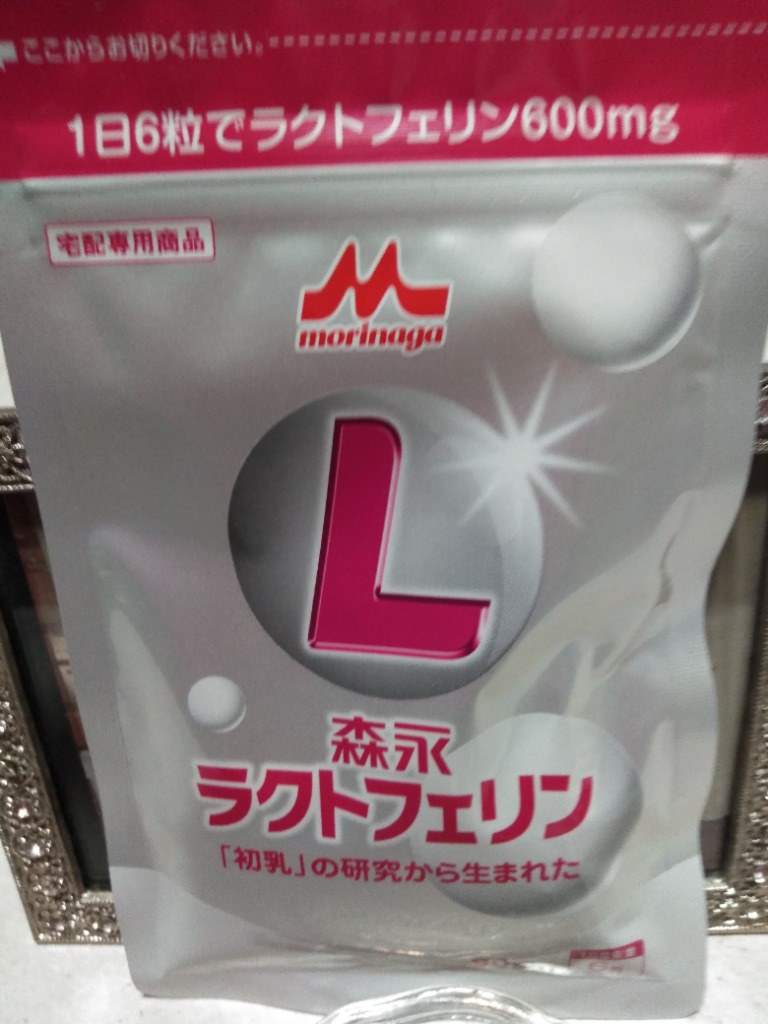 ここからお切りください。
1日6粒でラクトフェリン600mg
宅配専用商品
morinaga
L
森永
ラクトフェリン
「初乳」の研究から生まれた